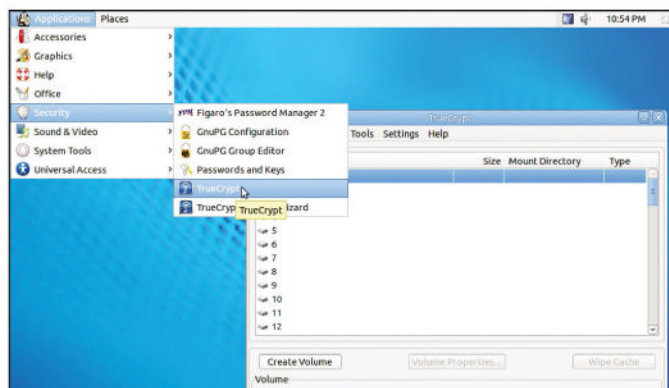 Applications Places
10:54 PM
Accessories
Graphics
Help
Office
Security
Sound & Video
System Tools
Universal Access
Figaro's Password Manager 2
GnuPG Configuration
GnuPG Group Editor
Passwords and Keys
TrueCrypt
TrueCryp
izard
TrueCrypt
TrueCrypt
Tools Settings Help
Size Mount Directory Type
5
6
7
8
9
10
11
12
Create Volume Volume Properties... Wipe Cache
Volume